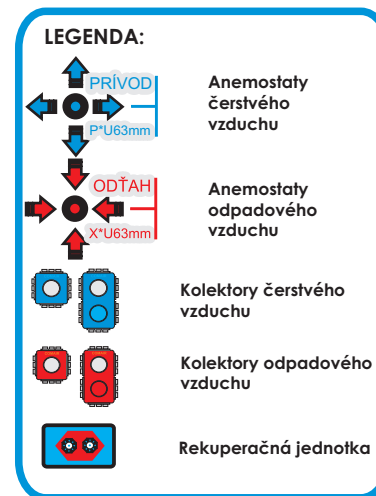 LEGENDA:
PRÍVOD
P*U63mm
Anemostaty
čerstvého
vzduchu
ODŤAH
X*U63mm
Anemostaty
odpadového
vzduchu
Kolektory čerstvého
vzduchu
Kolektory odpadového
vzduchu
Rekuperačná jednotka